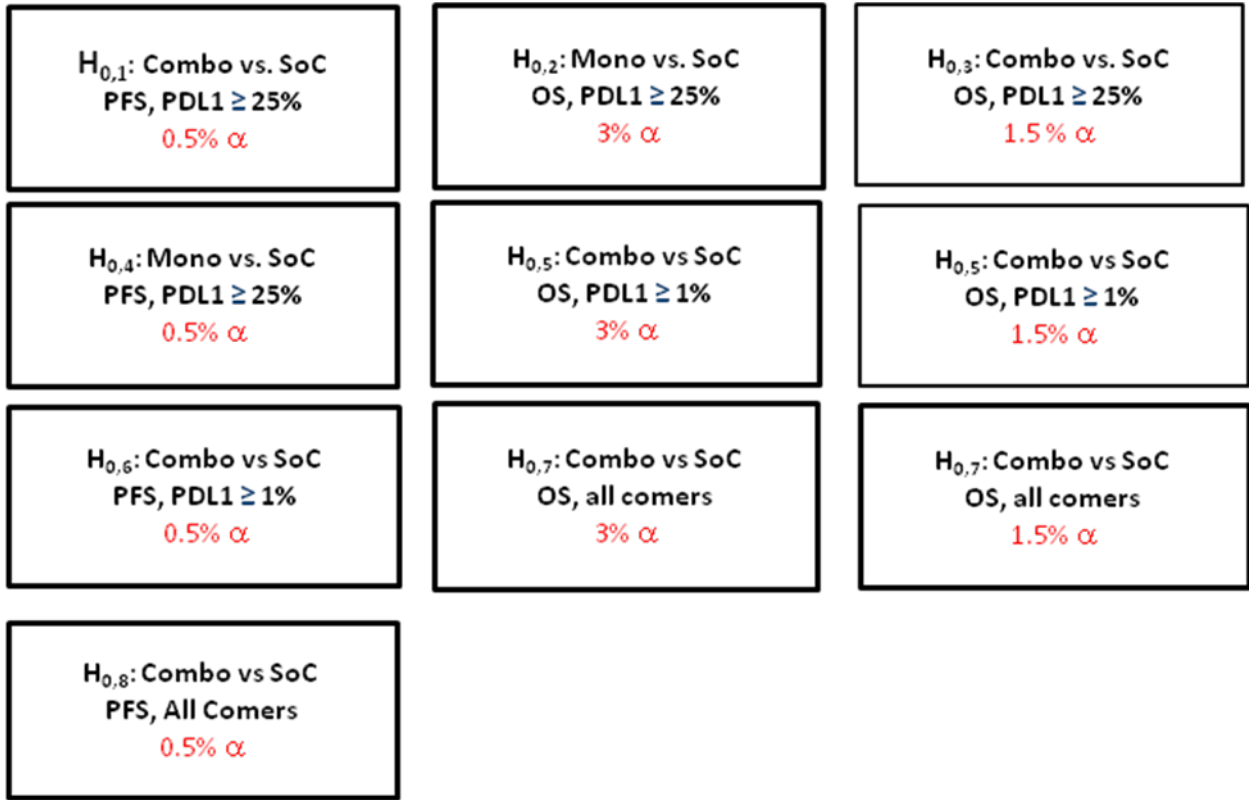 H0,1: Combo vs. SoC
PFS, PDL1 ≥ 25%
0.5% α
H0,2: Mono vs. SoC
OS, PDL1 ≥ 25%
3% α
H0,3: Combo vs. SoC
OS, PDL1 ≥ 25%
1.5 % α
H0,4: Mono vs. SoC
PFS, PDL1 ≥ 25%
0.5% α
H0,5: Combo vs SoC
OS, PDL1 ≥ 1%
3% α
H0,5: Combo vs SoC
OS, PDL1 ≥ 1%
1.5% α
H0,6: Combo vs SoC
PFS, PDL1 ≥ 1%
0.5% α
H0,7: Combo vs SoC
OS, all comers
3% α
H0,7: Combo vs SoC
OS, all comers
1.5% α
H0,8: Combo vs SoC
PFS, All Comers
0.5% α